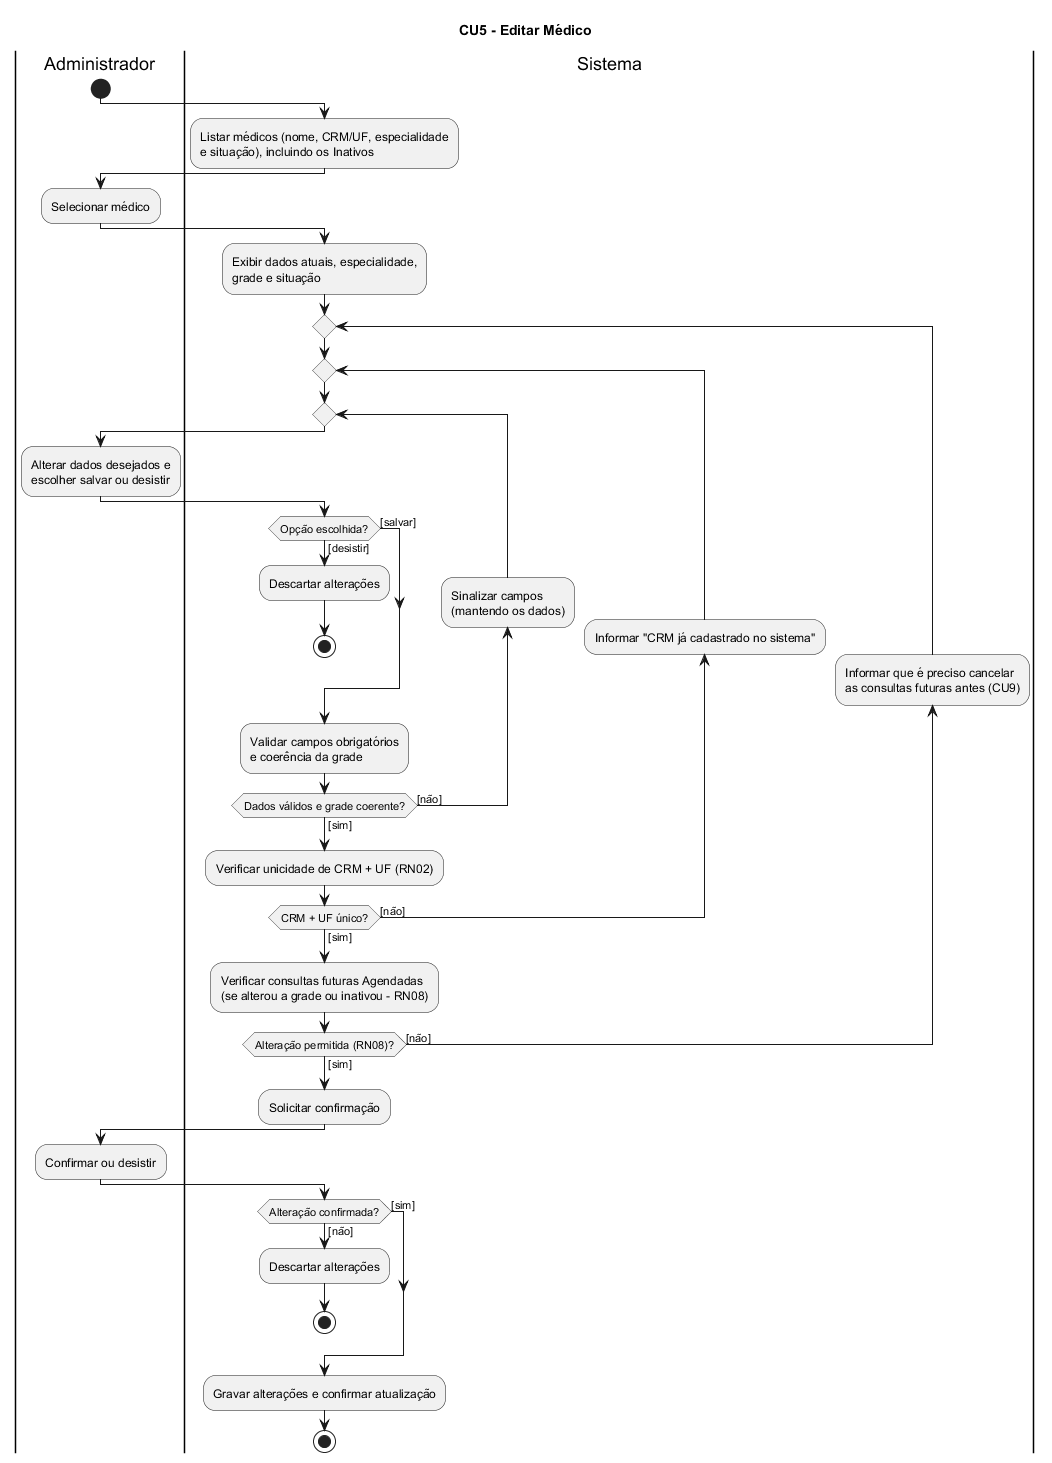 CU5 - Editar Médico
Administrador
Sistema
Listar médicos (nome, CRM/UF, especialidade
e situação), incluindo os Inativos
Selecionar médico
Exibir dados atuais, especialidade,
grade e situação
Alterar dados desejados e
escolher salvar ou desistir
Opção escolhida?
[salvar]
[desistir]
Descartar alterações
Sinalizar campos
(mantendo os dados)
Informar "CRM já cadastrado no sistema"
Informar que é preciso cancelar
as consultas futuras antes (CU9)
Validar campos obrigatórios
e coerência da grade
Dados válidos e grade coerente?
[não]
[sim]
Verificar unicidade de CRM + UF (RN02)
CRM + UF único?
[não]
[sim]
Verificar consultas futuras Agendadas
(se alterou a grade ou inativou - RN08)
Alteração permitida (RN08)?
[não]
[sim]
Solicitar confirmação
Confirmar ou desistir
Alteração confirmada?
[sim]
[não]
Descartar alterações
Gravar alterações e confirmar atualização